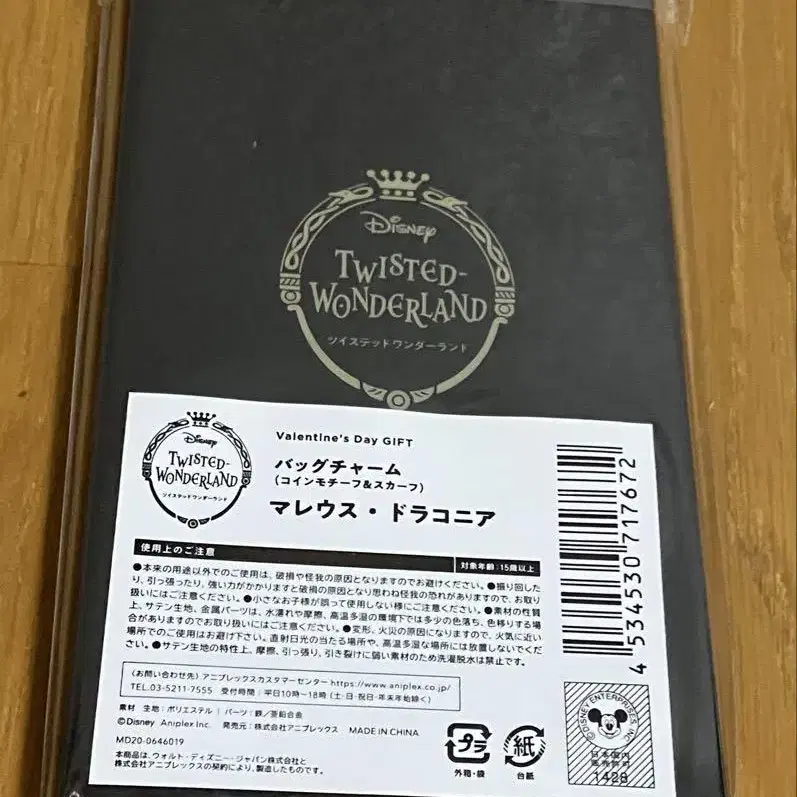 Disney
TWISTED-
WONDERLAND
ツイステッドワンダーランド
Disney
TWISTED-
WONDERLAND
ツイステッドワンダーランド
Valentine's Day GIFT
バッグチャーム
(コインモチーフ&スカーフ)
マレウス・ドラコニア
使用上のご注意
対象年齢:15歳以上
●本来の用途以外でのご使用は、破損や怪我の原因となりますのでお避けください。●振り回した
り、引っ張ったり、強い力がかかりますと破損の原因となり思わぬ怪我の恐れがありますので、お取り
扱いにはご注意ください。●小さなお子様が誤って使用しない様にご注意ください。●素材の性質
上、サテン生地、金属パーツは、水濡れや摩擦、高温多湿の環境下では多少の色落ち、色移りする場
合がありますのでお取り扱いにはご注意ください。●変形、火災の原因になりますので、火気に近い
場所でのご使用はお避け下さい。直射日光の当たる場所や、高温多湿な場所には放置しないでくだ
さい。●サテン生地の特性上、摩擦、引っ張り、引き裂けに弱い素材のため洗濯脱水は禁止です。
〈お問い合わせ先〉アニプレックスカスタマーセンター https://www.aniplex.co.jp/
TEL.03-5211-7555 受付時間:平日10時〜18時(土・日・祝日・年末年始除く)
素材 生地:ポリエステル | パーツ:鉄/亜鉛合金
©Disney Aniplex Inc. 発売元:株式会社アニプレックス MADE IN CHINA
MD20-0646019
本商品は、ウォルト・ディズニー・ジャパン株式会社と
株式会社アニプレックスの契約により、製造したものです。
プラ
外箱・袋
紙
台紙
4 534530 717672
©DISNEY ENTERPRISES, INC.
日本国内
販売許可
1428